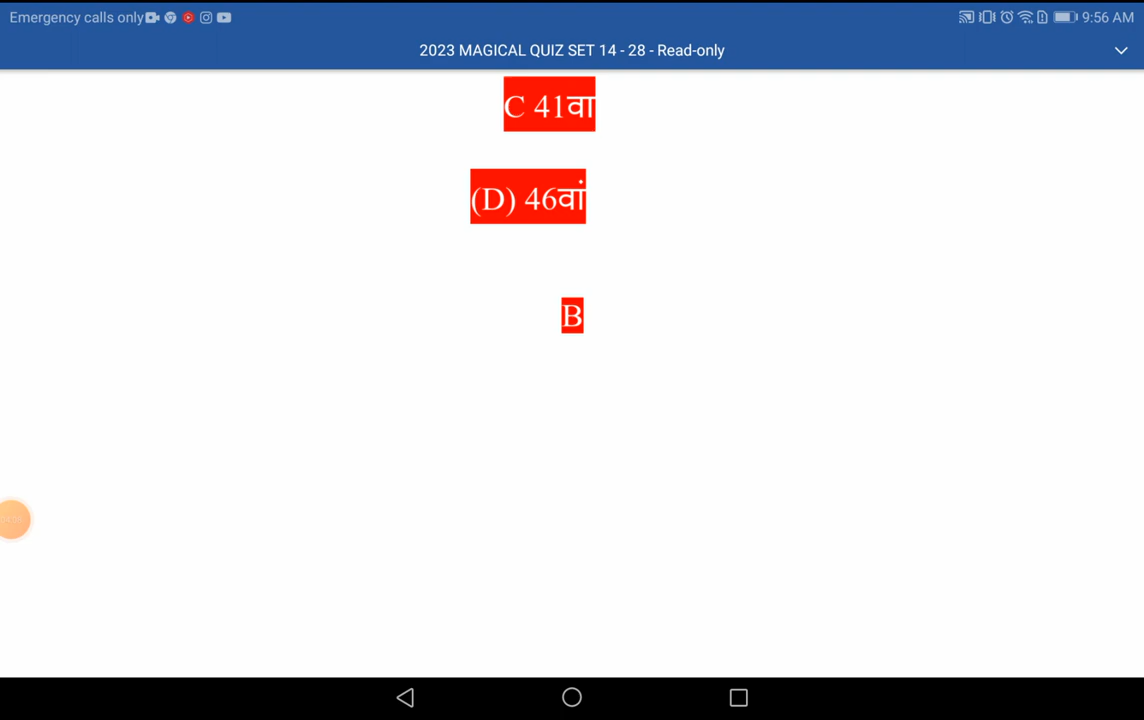 Emergency calls only 9:56 AM
2023 MAGICAL QUIZ SET 14 - 28 - Read-only
C 41वा
(D) 46वां
B